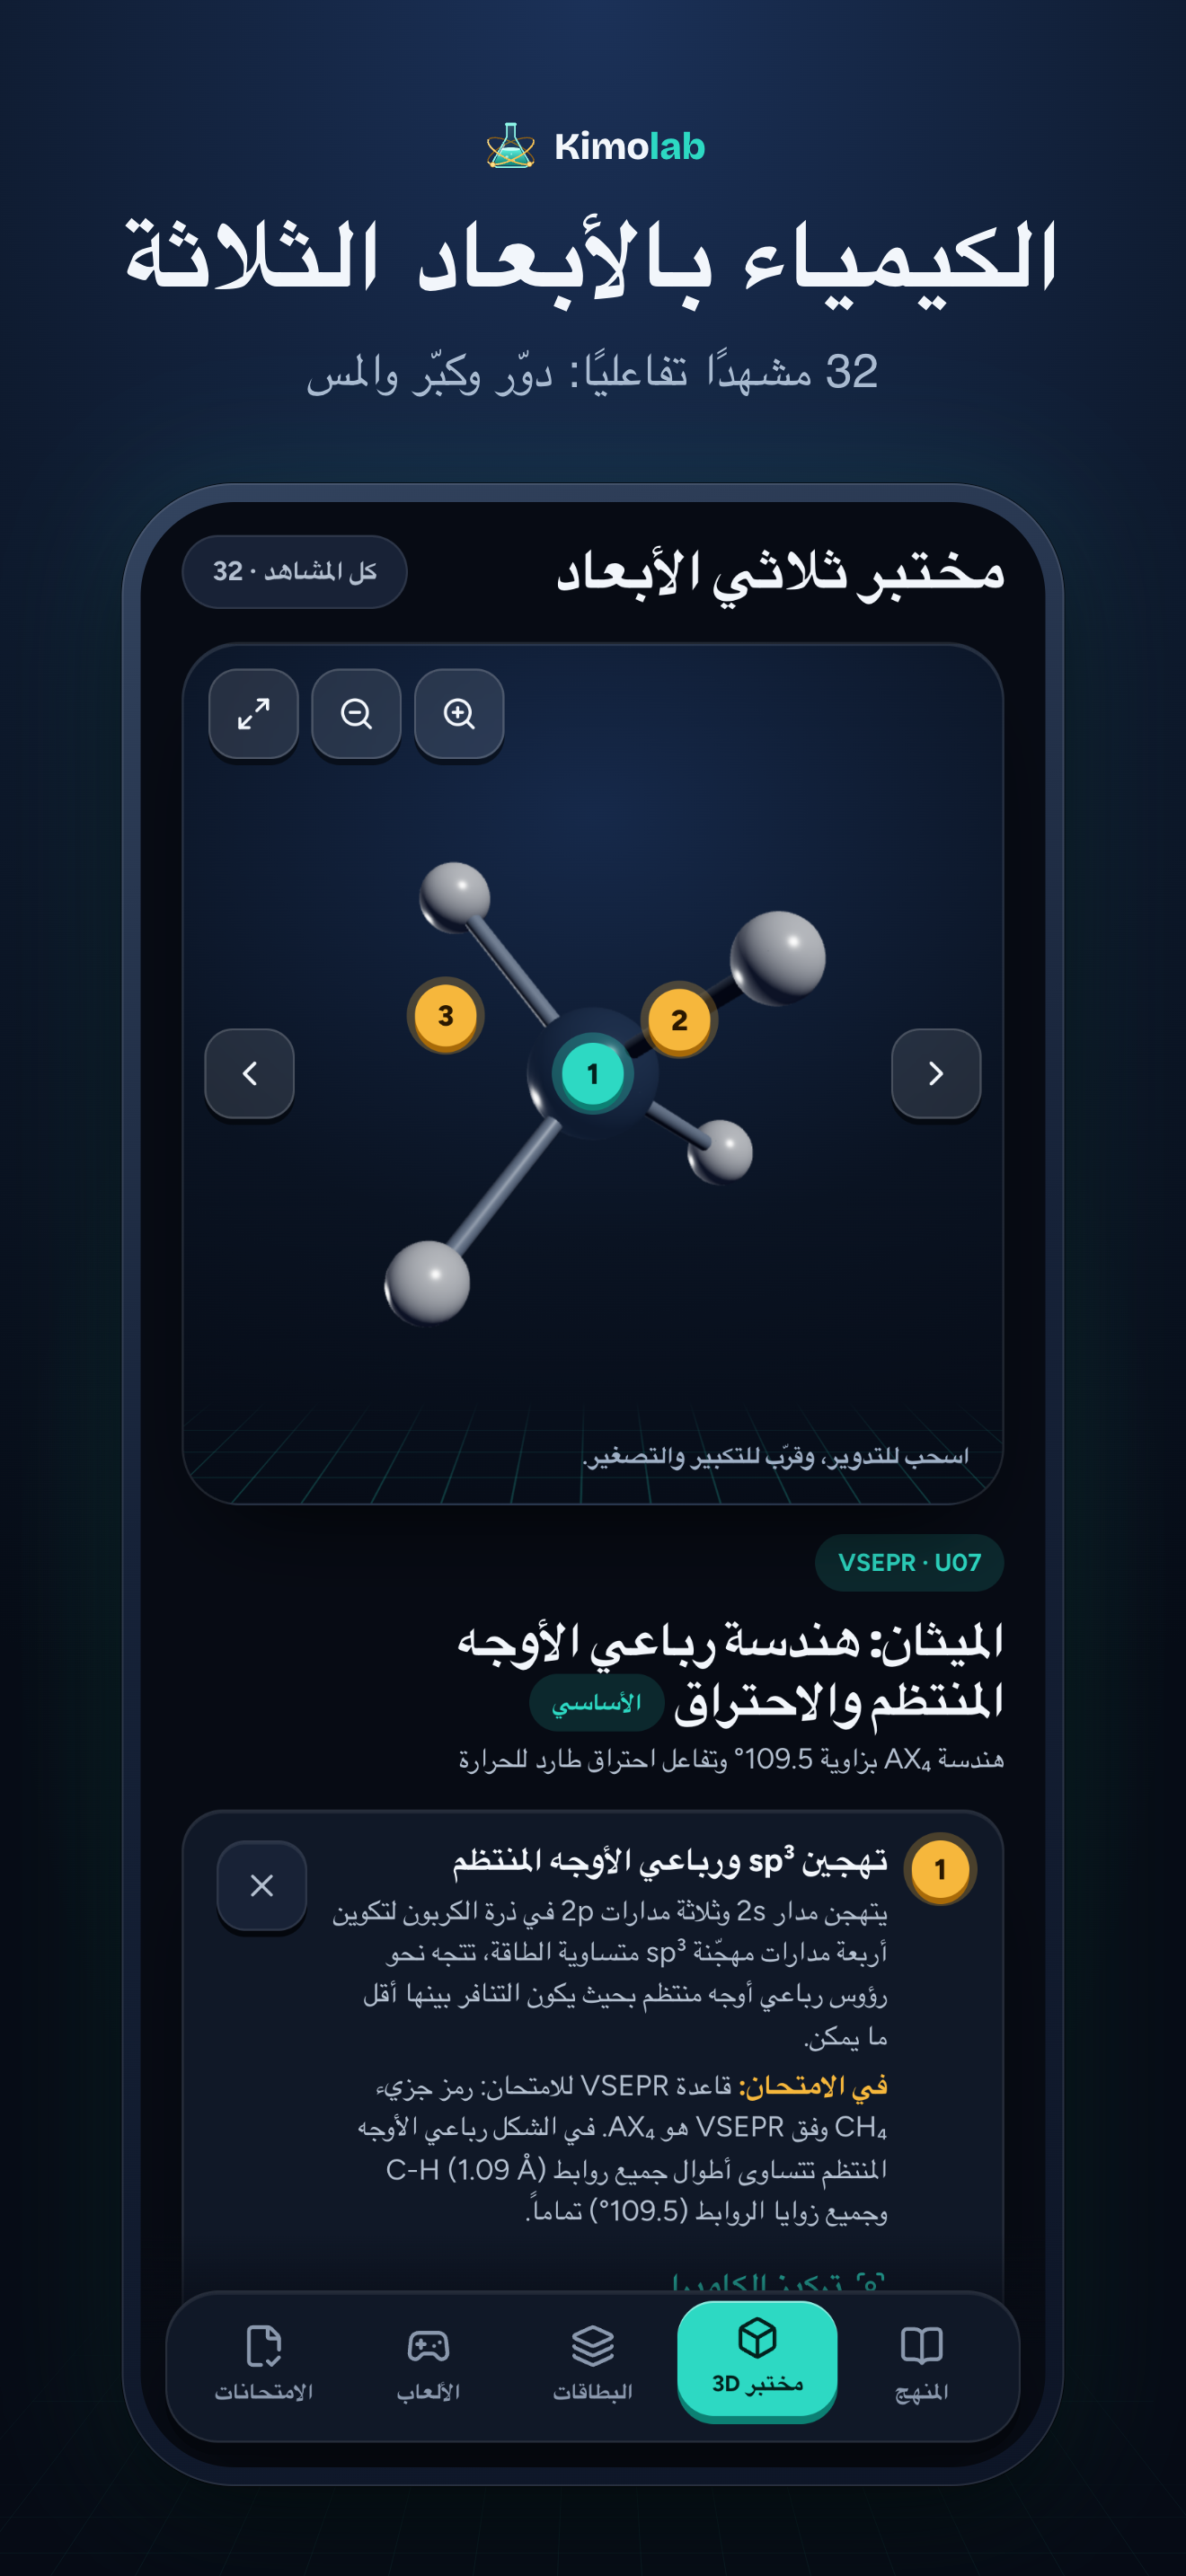 Kimolab
الكيمياء بالأبعاد الثلاثة
32 مشهدًا تفاعليًا: دوّر وكبّر والمس
مختبر ثلاثي الأبعاد
كل المشاهد · 32
3
2
1
اسحب للتدوير، وقرّب للتكبير والتصغير.
VSEPR · U07
الميثان: هندسة رباعي الأوجه
المنتظم والاحتراق الأساسي
هندسة AX₄ بزاوية 109.5° وتفاعل احتراق طارد للحرارة
1
تهجين sp³ ورباعي الأوجه المنتظم
يتهجن مدار 2s وثلاثة مدارات 2p في ذرة الكربون لتكوين
أربعة مدارات مهجّنة sp³ متساوية الطاقة، تتجه نحو
رؤوس رباعي أوجه منتظم بحيث يكون التنافر بينها أقل
ما يمكن.
في الامتحان: قاعدة VSEPR للامتحان: رمز جزيء
CH₄ وفق VSEPR هو AX₄. في الشكل رباعي الأوجه
المنتظم تتساوى أطوال جميع روابط C-H (1.09 Å)
وجميع زوايا الروابط (109.5°) تماماً.
تركيز الكاميرا
المنهج
مختبر 3D
البطاقات
الألعاب
الامتحانات